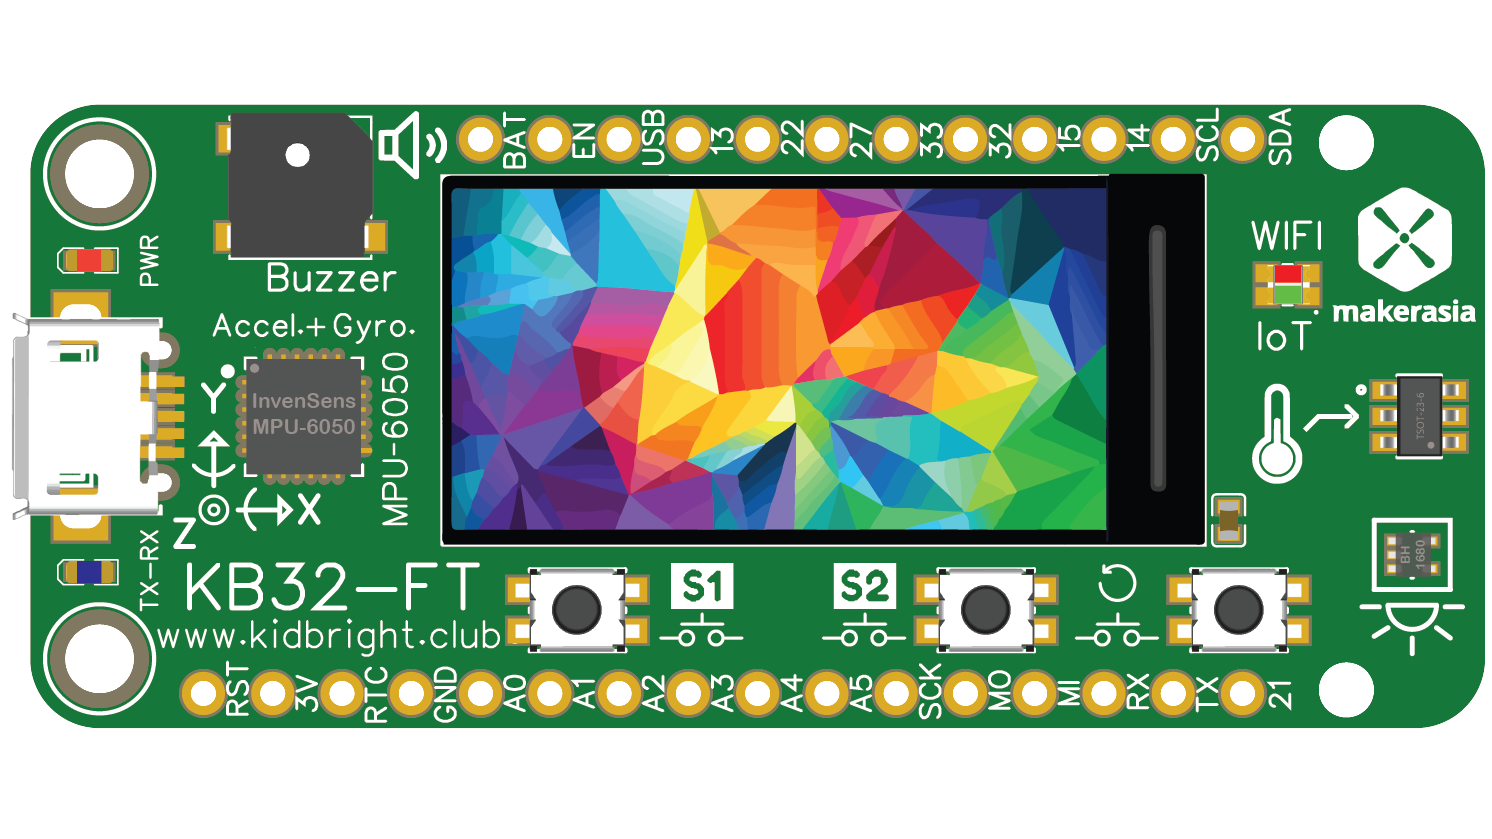 BAT
EN
USB
13
22
27
33
32
15
14
SCL
SDA
PWR
Buzzer
WIFI
IoT
makerasia
Accel.+Gyro.
InvenSens
MPU-6050
MPU-6050
Y
X
Z
TSOT-23-6
TX-RX
KB32-FT
www.kidbright.club
S1
S2
BH
1680
RST
3V
RTC
GND
A0
A1
A2
A3
A4
A5
SCK
MO
MI
RX
TX
21